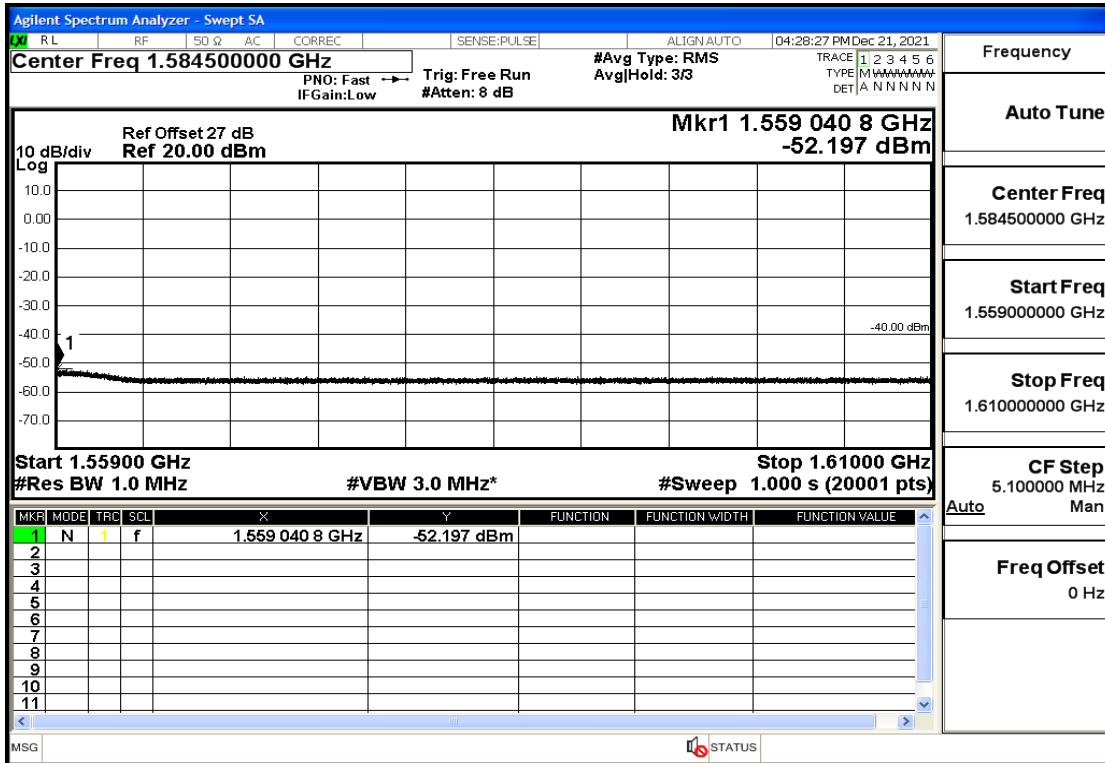 Agilent Spectrum Analyzer - Swept SA
LXI RL RF 50 Ω AC CORREC SENSE:PULSE ALIGN AUTO 04:28:27 PM Dec 21, 2021
Center Freq 1.584500000 GHz
PNO: Fast
IFGain:Low
Trig: Free Run
#Atten: 8 dB
#Avg Type: RMS
Avg|Hold: 3/3
TRACE 1 2 3 4 5 6
TYPE M WWWWW
DET A N N N N N
Mkr1 1.559 040 8 GHz
-52.197 dBm
Ref Offset 27 dB
10 dB/div Ref 20.00 dBm
Log
10.0
0.00
-10.0
-20.0
-30.0
-40.0
-50.0
-60.0
-70.0
-40.00 dBm
1
Start 1.55900 GHz Stop 1.61000 GHz
#Res BW 1.0 MHz #VBW 3.0 MHz* #Sweep 1.000 s (20001 pts)
MKR MODE TRC SCL X Y FUNCTION FUNCTION WIDTH FUNCTION VALUE
1 N 1 f 1.559 040 8 GHz -52.197 dBm
2
3
4
5
6
7
8
9
10
11
MSG STATUS
Frequency
Auto Tune
Center Freq
1.584500000 GHz
Start Freq
1.559000000 GHz
Stop Freq
1.610000000 GHz
CF Step
5.100000 MHz
Auto Man
Freq Offset
0 Hz